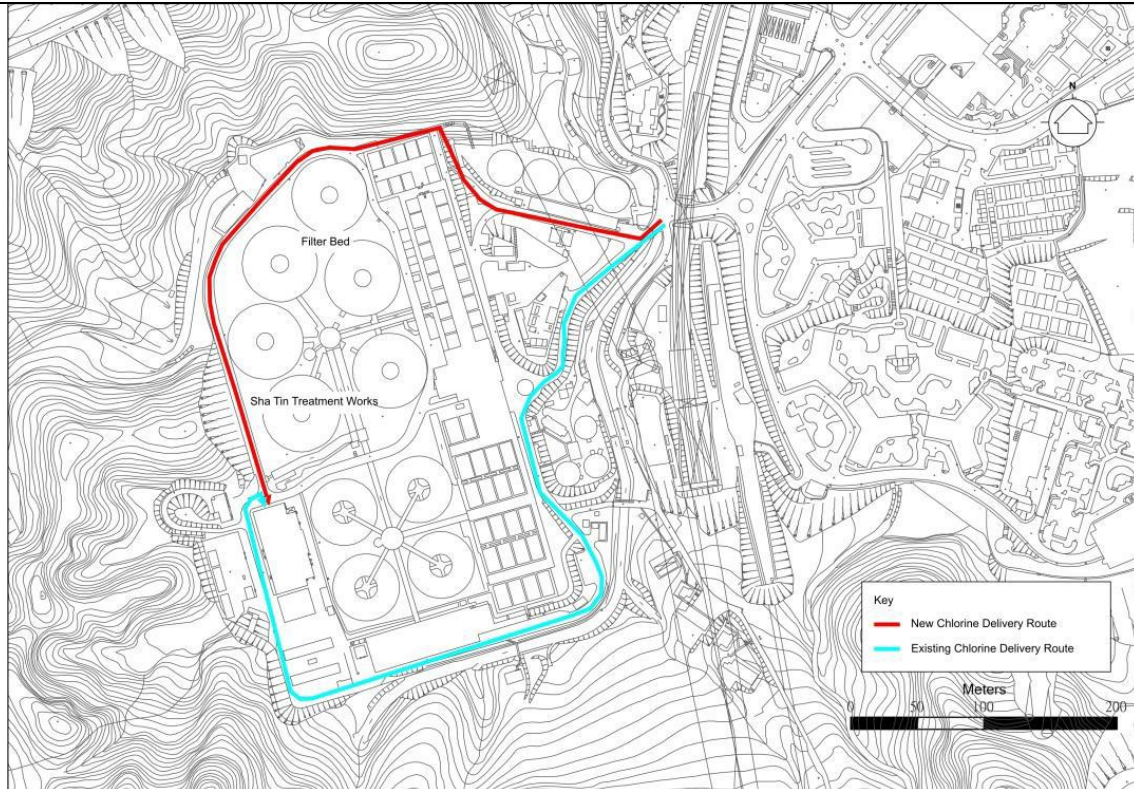 N
Filter Bed
Sha Tin Treatment Works
Key
New Chlorine Delivery Route
Existing Chlorine Delivery Route
Meters
0 50 100 200